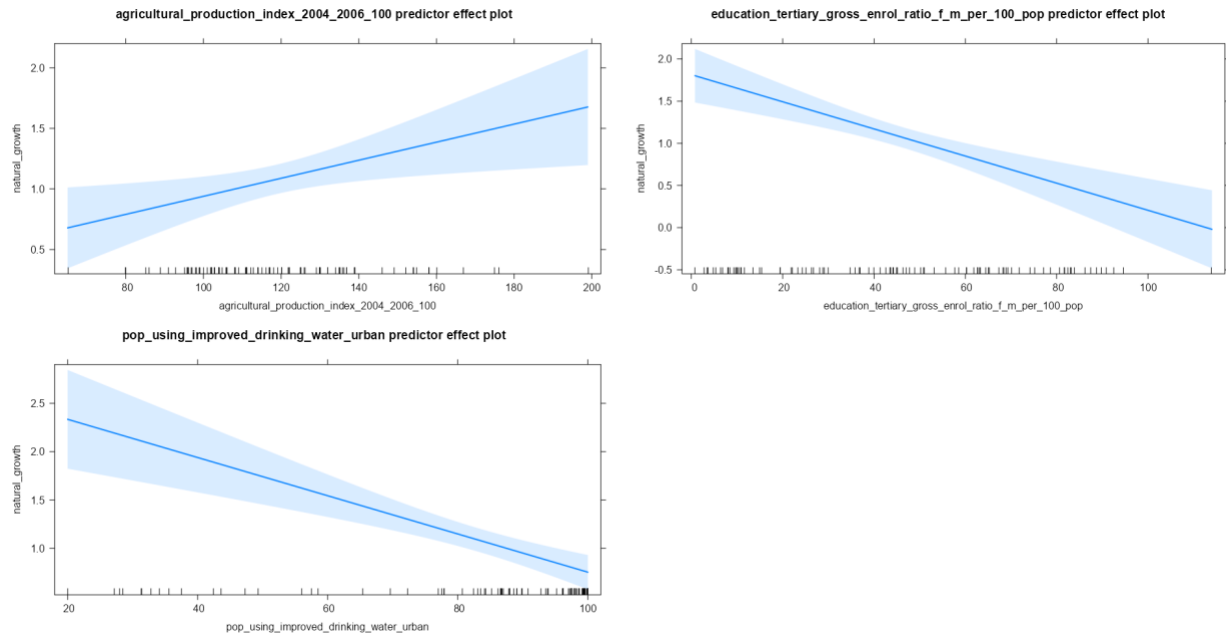 agricultural_production_index_2004_2006_100 predictor effect plot
natural_growth
2.0
1.5
1.0
0.5
80 100 120 140 160 180 200
agricultural_production_index_2004_2006_100
education_tertiary_gross_enrol_ratio_f_m_per_100_pop predictor effect plot
natural_growth
2.0
1.5
1.0
0.5
0.0
-0.5
0 20 40 60 80 100
education_tertiary_gross_enrol_ratio_f_m_per_100_pop
pop_using_improved_drinking_water_urban predictor effect plot
natural_growth
2.5
2.0
1.5
1.0
20 40 60 80 100
pop_using_improved_drinking_water_urban